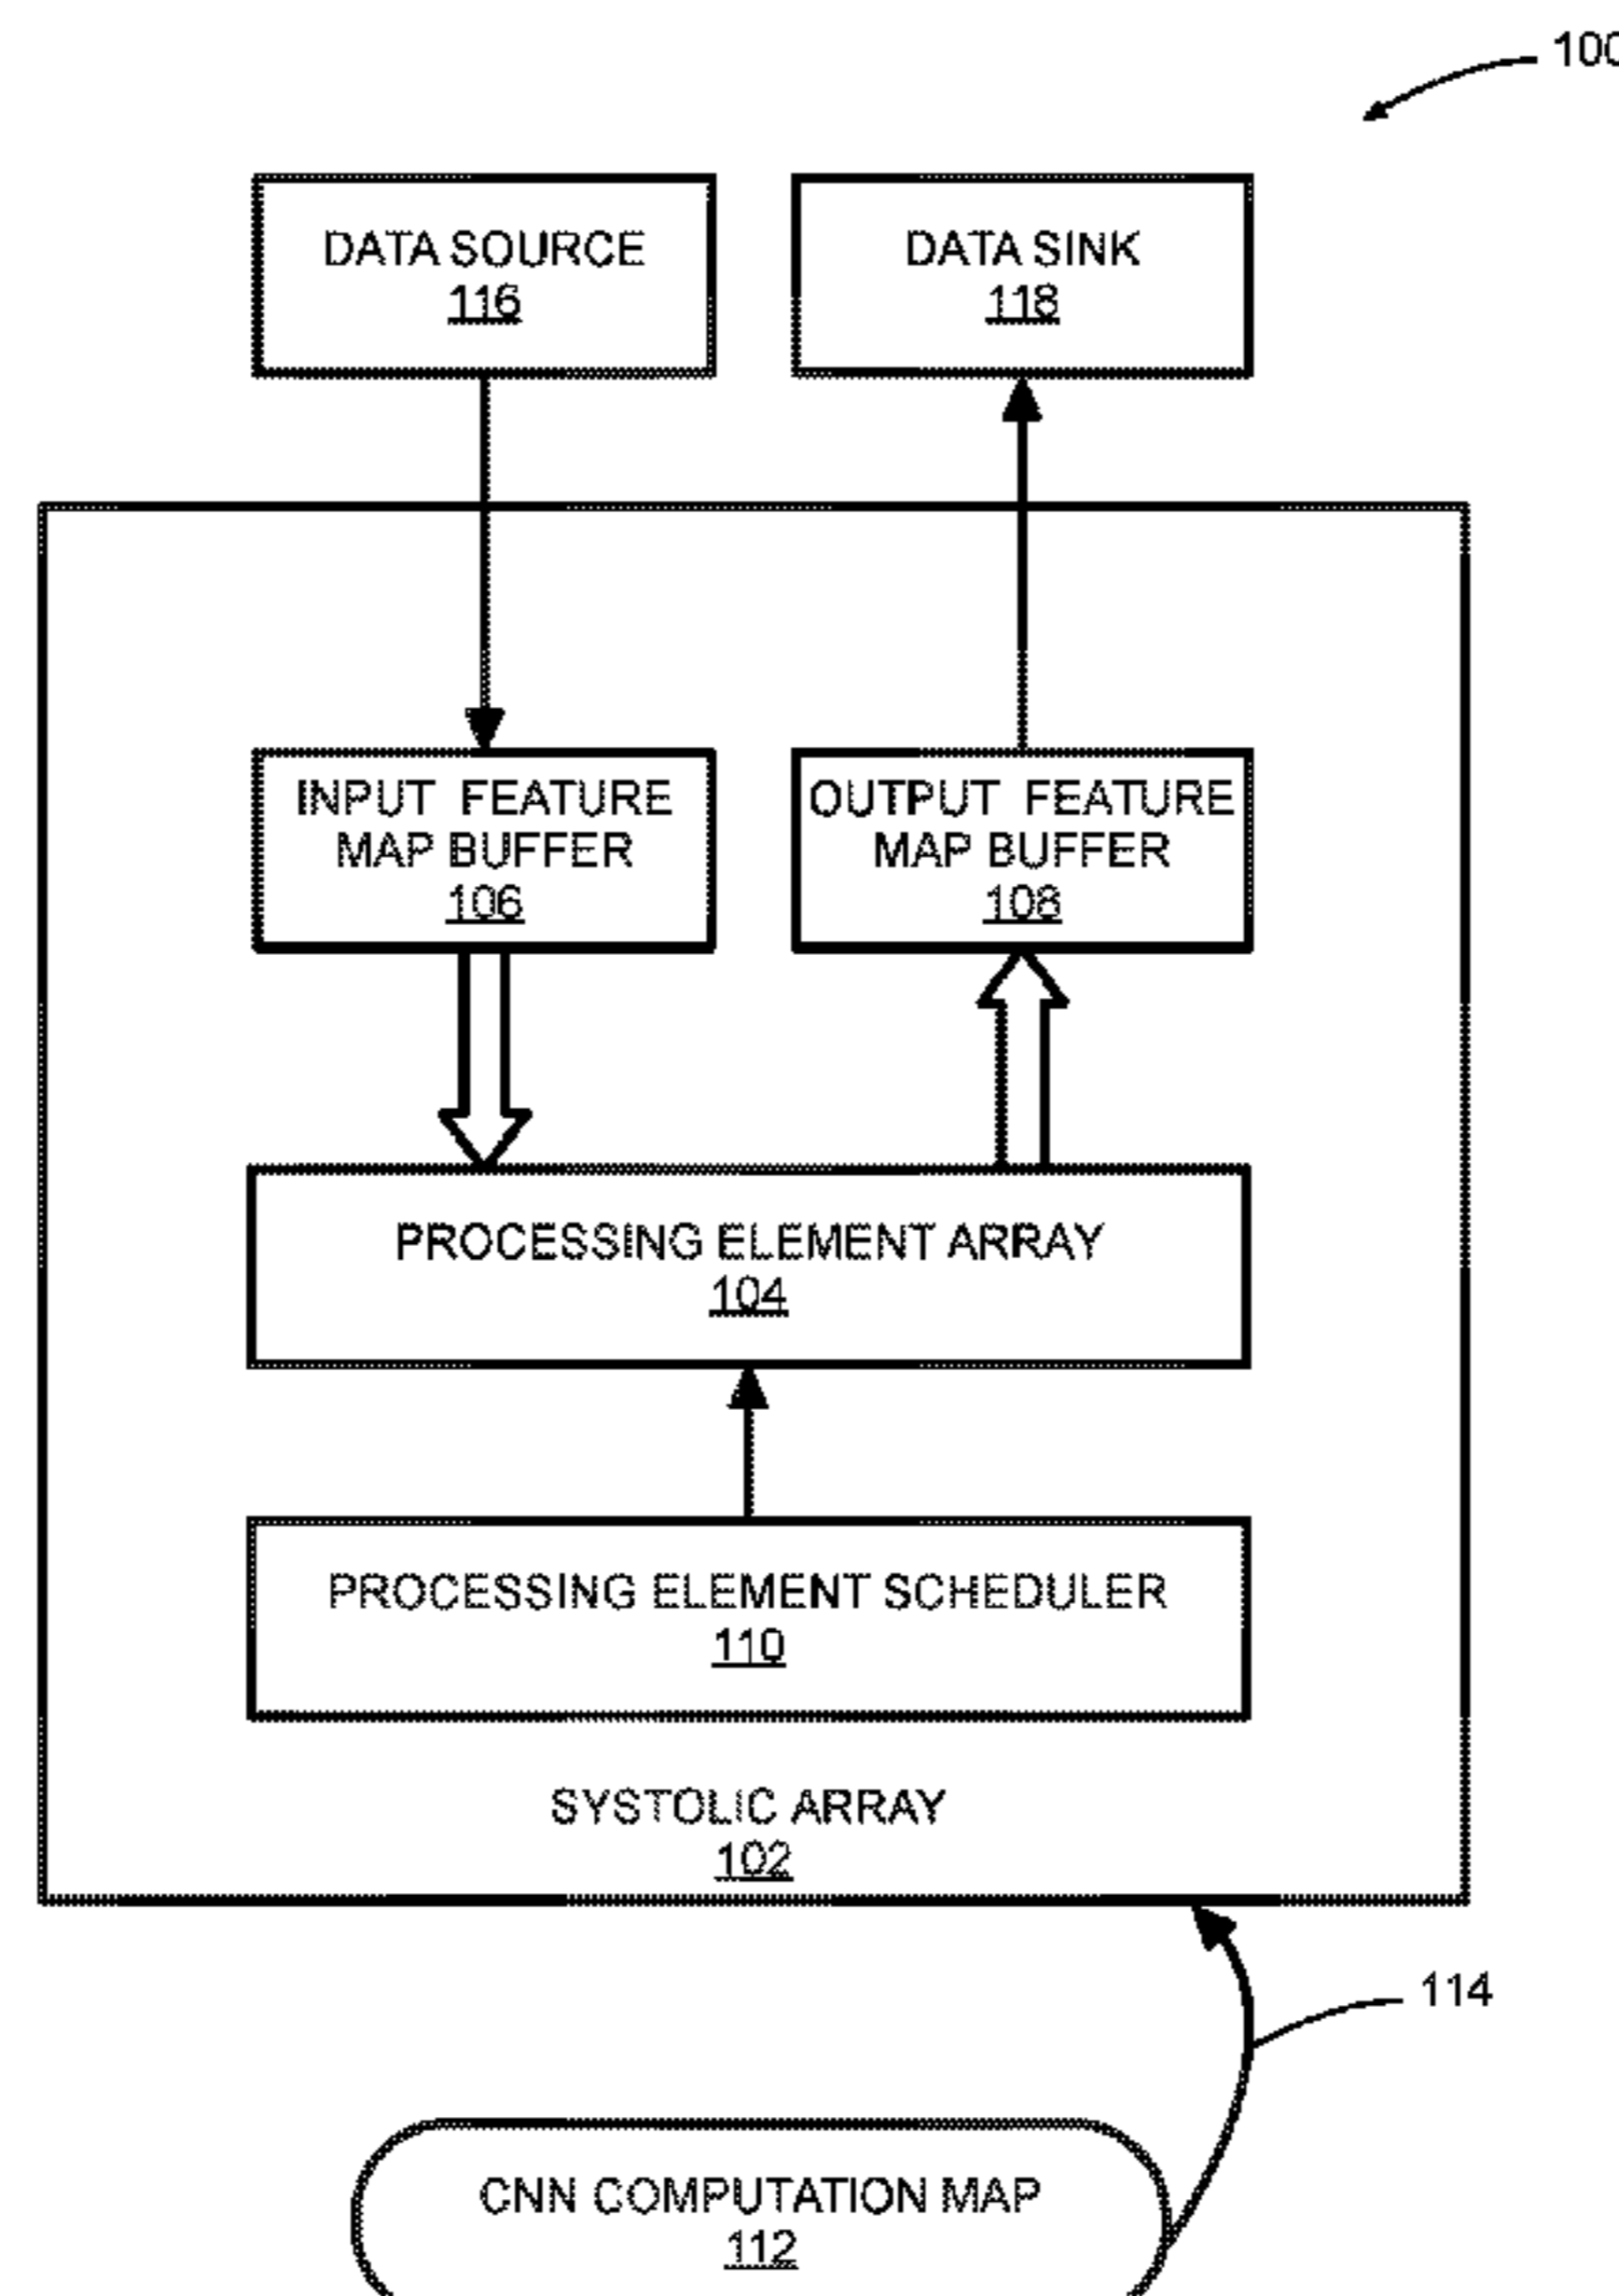 100
DATA SOURCE
116
DATA SINK
118
INPUT FEATURE
MAP BUFFER
106
OUTPUT FEATURE
MAP BUFFER
108
PROCESSING ELEMENT ARRAY
104
PROCESSING ELEMENT SCHEDULER
110
SYSTOLIC ARRAY
102
114
CNN COMPUTATION MAP
112